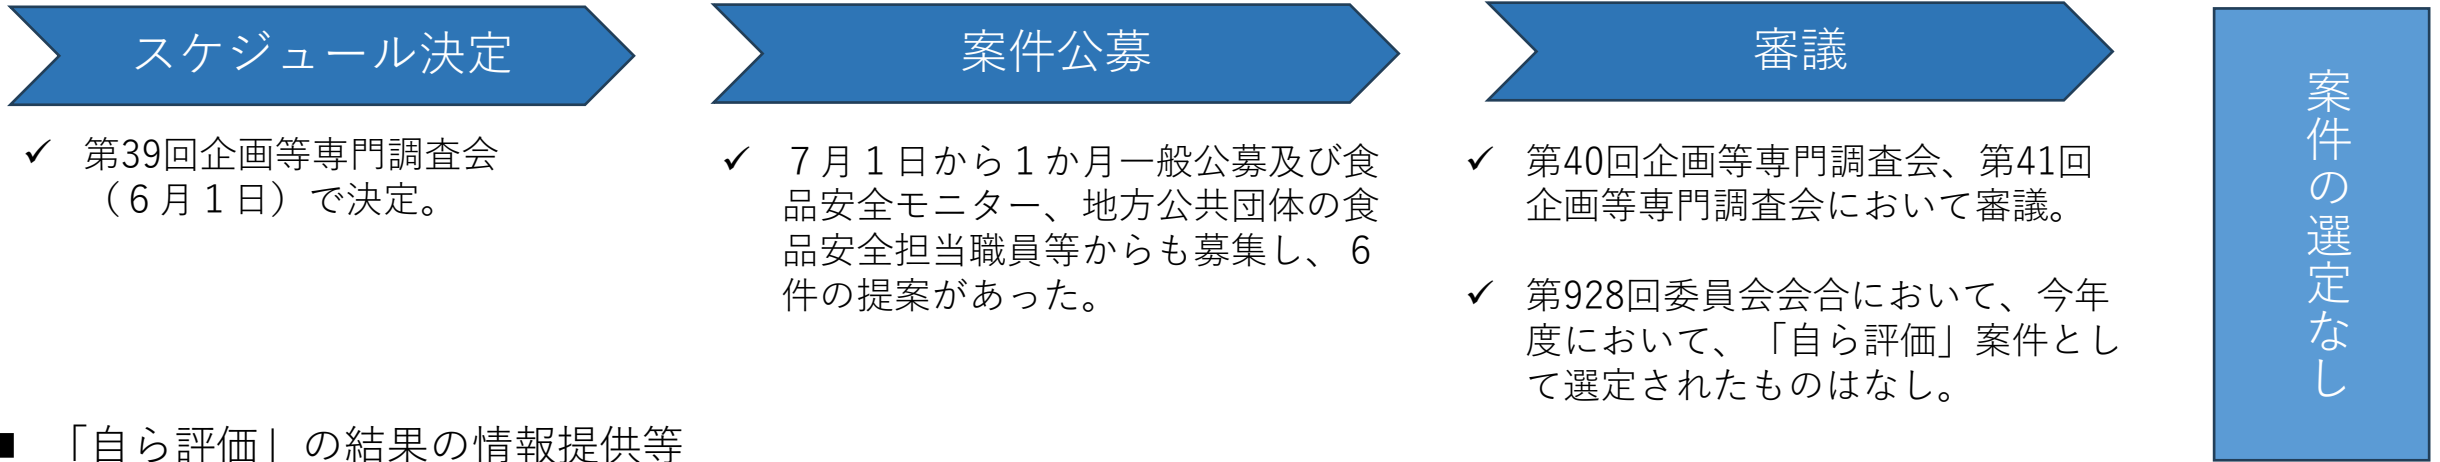 スケジュール決定
✓ 第39回企画等専門調査会
（６月１日）で決定。
案件公募
✓ ７月１日から１か月一般公募及び食
品安全モニター、地方公共団体の食
品安全担当職員等からも募集し、６
件の提案があった。
審議
✓ 第40回企画等専門調査会、第41回
企画等専門調査会において審議。
✓ 第928回委員会会合において、今年
度において、「自ら評価」案件とし
て選定されたものはなし。
案件の選定なし
■ 「自ら評価」の結果の情報提供等